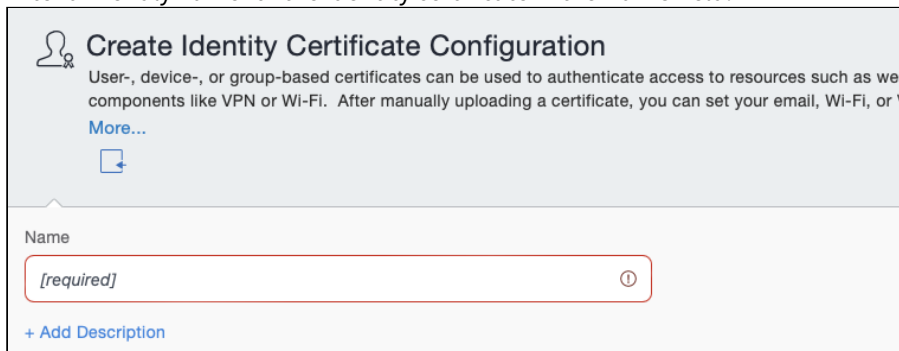 Create Identity Certificate Configuration
User-, device-, or group-based certificates can be used to authenticate access to resources such as we
components like VPN or Wi-Fi. After manually uploading a certificate, you can set your email, Wi-Fi, or
More...
Name
[required]
+ Add Description